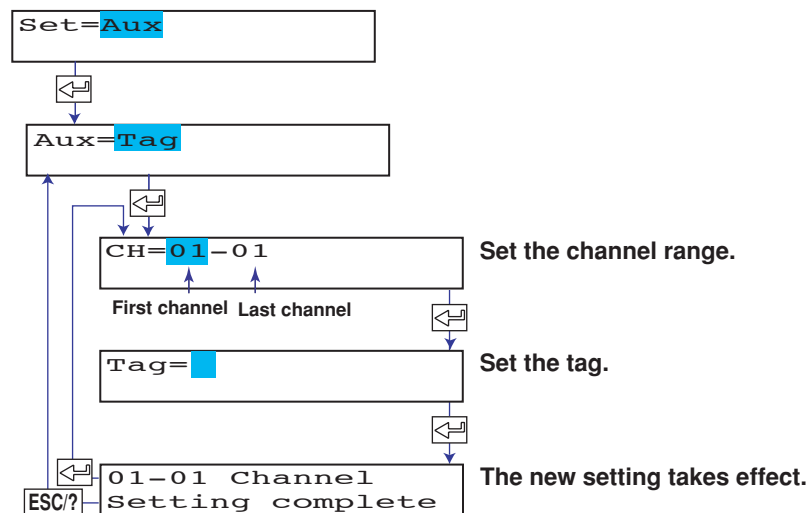 Set=Aux
Aux=Tag
CH=01-01
Set the channel range.
First channel Last channel
Tag=
Set the tag.
01-01 Channel
Setting complete
The new setting takes effect.
ESC/?